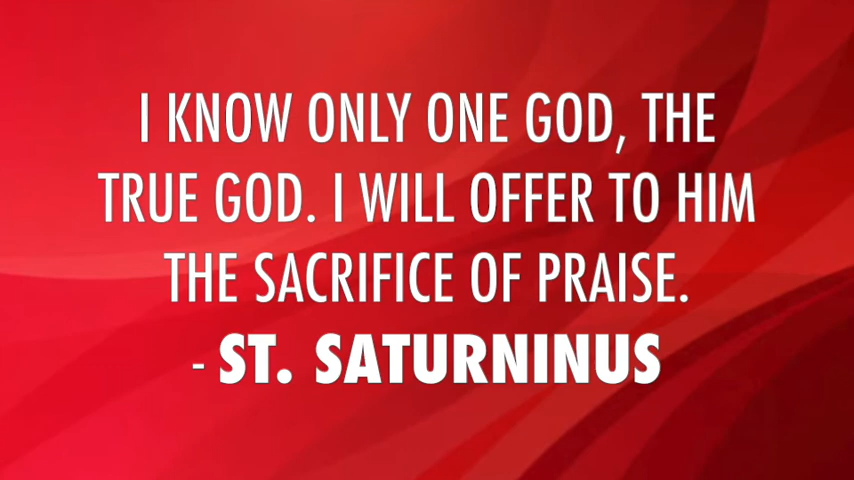 I KNOW ONLY ONE GOD, THE
TRUE GOD. I WILL OFFER TO HIM
THE SACRIFICE OF PRAISE.
- ST. SATURNINUS